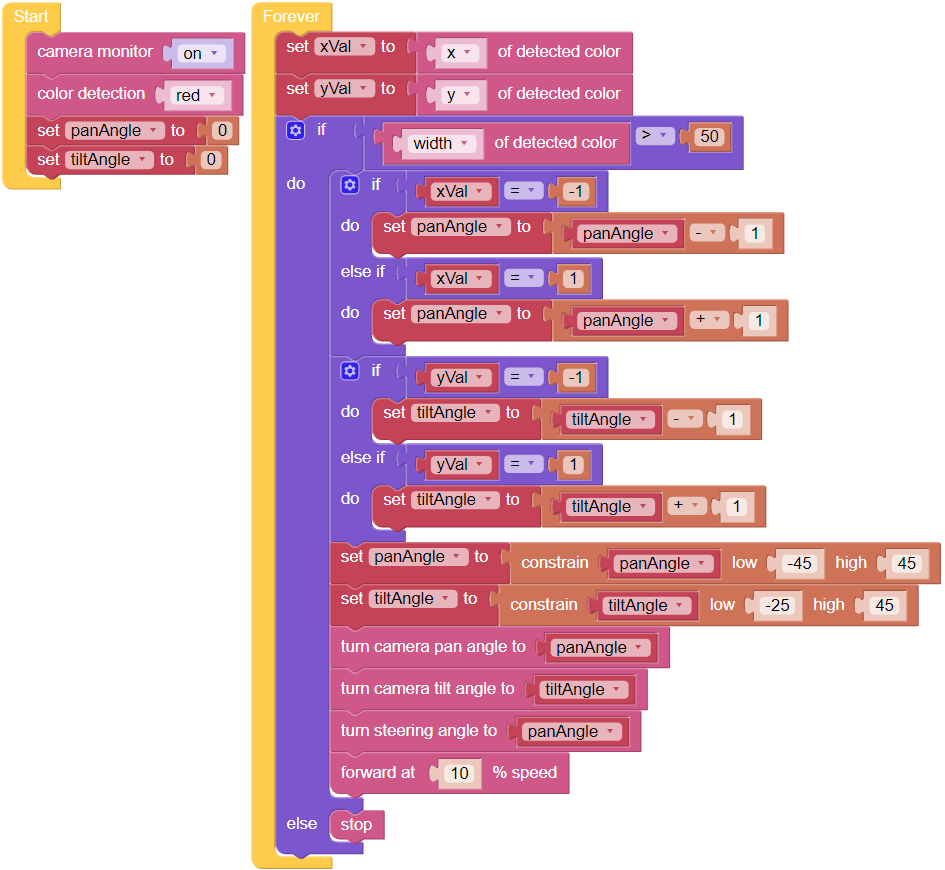 Start
camera monitor on
color detection red
set panAngle to 0
set tiltAngle to 0
Forever
set xVal to x of detected color
set yVal to y of detected color
if width of detected color > 50
do if xVal = -1
do set panAngle to panAngle - 1
else if xVal = 1
do set panAngle to panAngle + 1
if yVal = -1
do set tiltAngle to tiltAngle - 1
else if yVal = 1
do set tiltAngle to tiltAngle + 1
set panAngle to constrain panAngle low -45 high 45
set tiltAngle to constrain tiltAngle low -25 high 45
turn camera pan angle to panAngle
turn camera tilt angle to tiltAngle
turn steering angle to panAngle
forward at 10 % speed
else stop